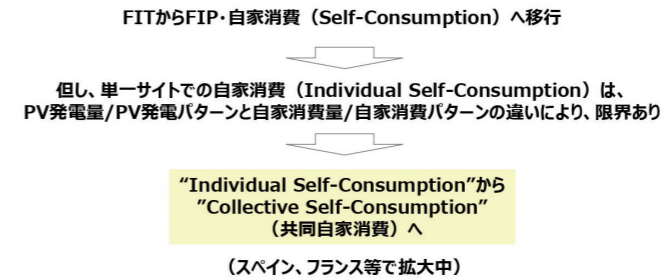 FITからFIP・自家消費（Self-Consumption）へ移行
但し、単一サイトでの自家消費（Individual Self-Consumption）は、
PV発電量/PV発電パターンと自家消費量/自家消費パターンの違いにより、限界あり
“Individual Self-Consumption”から
”Collective Self-Consumption”
（共同自家消費）へ
（スペイン、フランス等で拡大中）